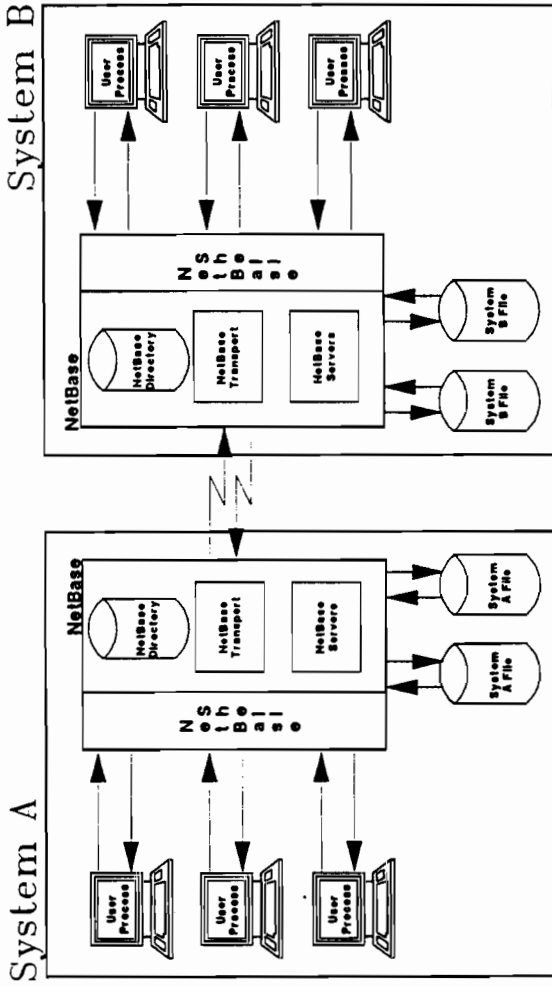 System A
User
Process
User
Process
User
Process
NetBase
Shell
NetBase
NetBase
Directory
NetBase
Transport
NetBase
Servers
System
A File
System
A File
System B
NetBase
NetBase
Directory
NetBase
Transport
NetBase
Servers
NetBase
Shell
User
Process
User
Process
User
Process
System
B File
System
B File